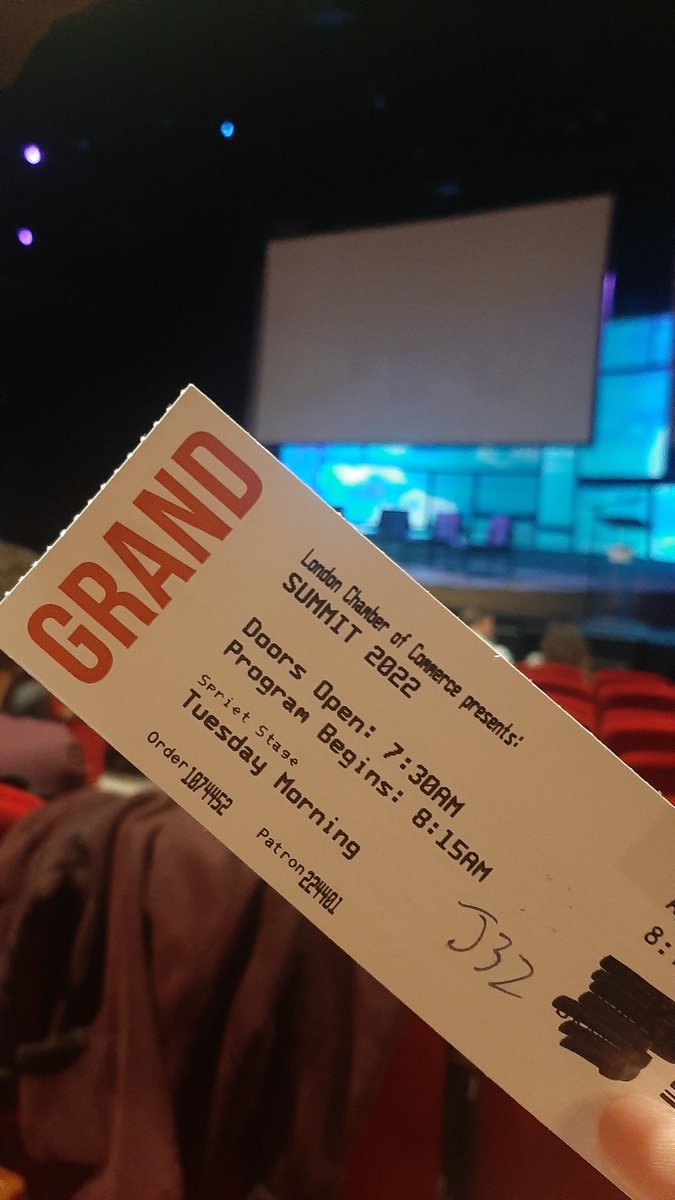 GRAND
London Chamber of Commerce presents:
SUMMIT 2022
Doors Open: 7:30AM
Program Begins: 8:15AM
Spriet Stage
Tuesday Morning
Order 1074452
Patron 224401
J32
8: